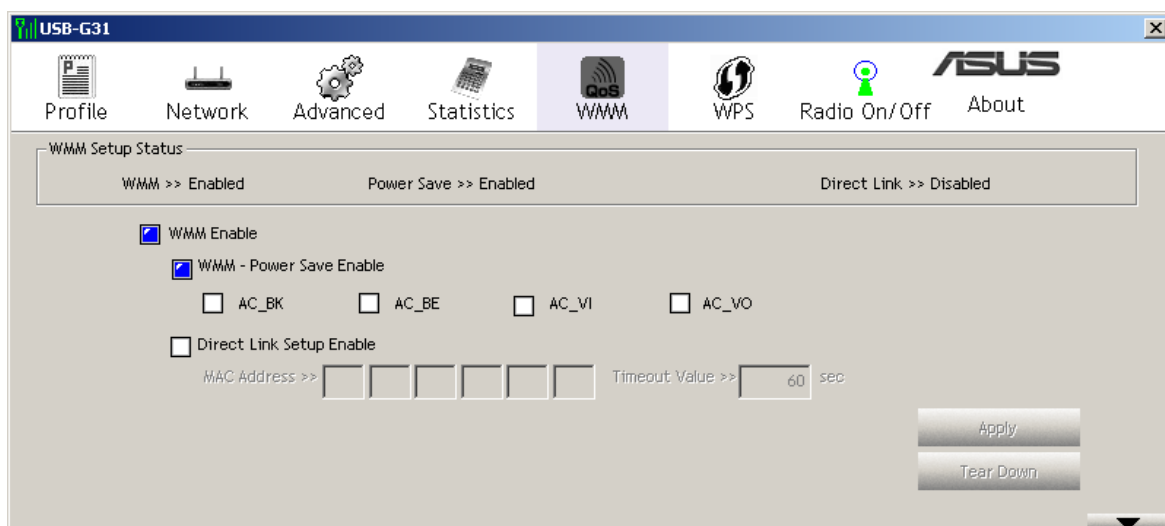 USB-G31
ASUS
Profile Network Advanced Statistics QoS WMM WPS Radio On/Off About
WMM Setup Status
WMM >> Enabled Power Save >> Enabled Direct Link >> Disabled
WMM Enable
WMM - Power Save Enable
AC_BK AC_BE AC_VI AC_VO
Direct Link Setup Enable
MAC Address >> Timeout Value >> 60 sec
Apply
Tear Down